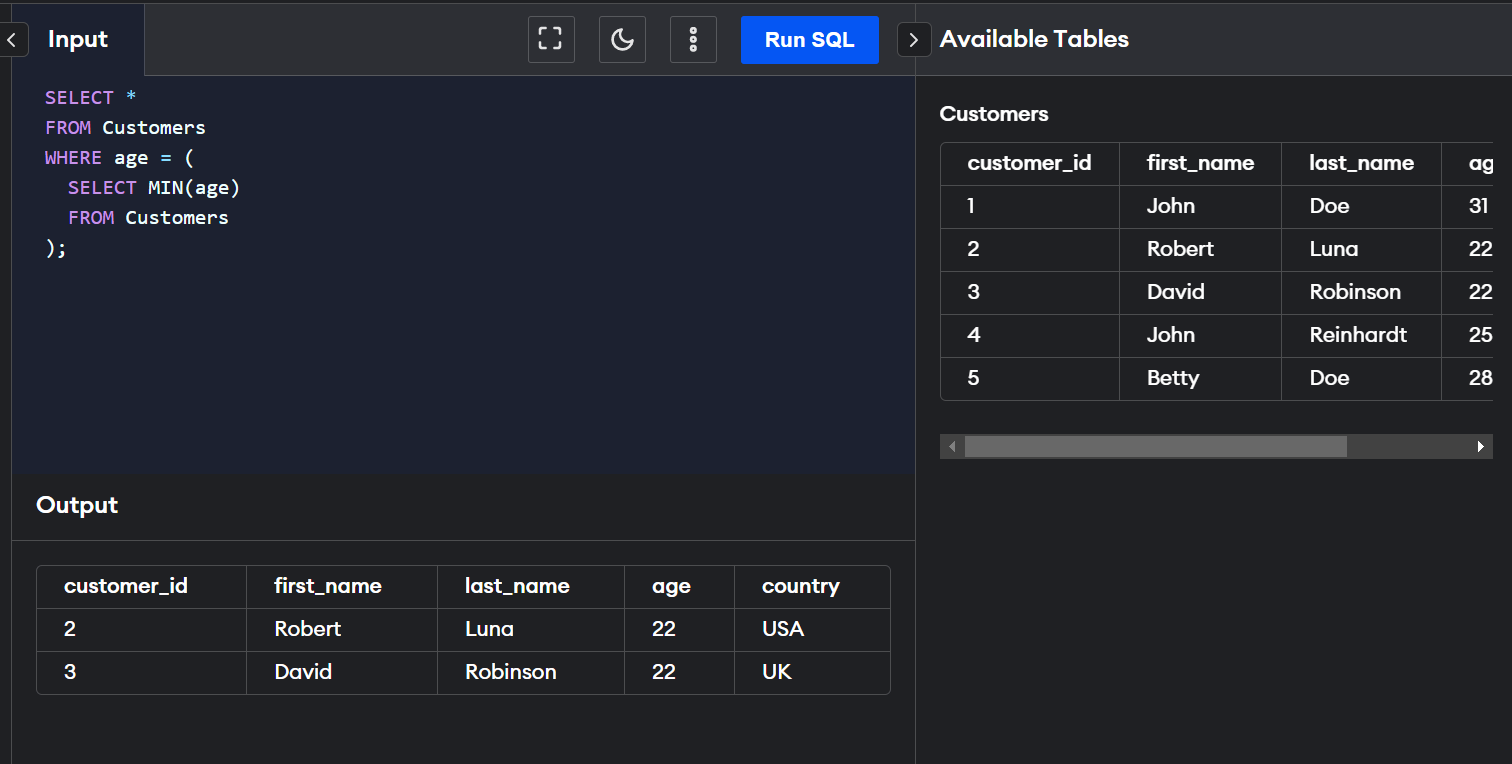 Input
Run SQL
SELECT *
FROM Customers
WHERE age = (
SELECT MIN(age)
FROM Customers
);
Output
customer_id first_name last_name age country
2 Robert Luna 22 USA
3 David Robinson 22 UK
Available Tables
Customers
customer_id first_name last_name ag
1 John Doe 31
2 Robert Luna 22
3 David Robinson 22
4 John Reinhardt 25
5 Betty Doe 28